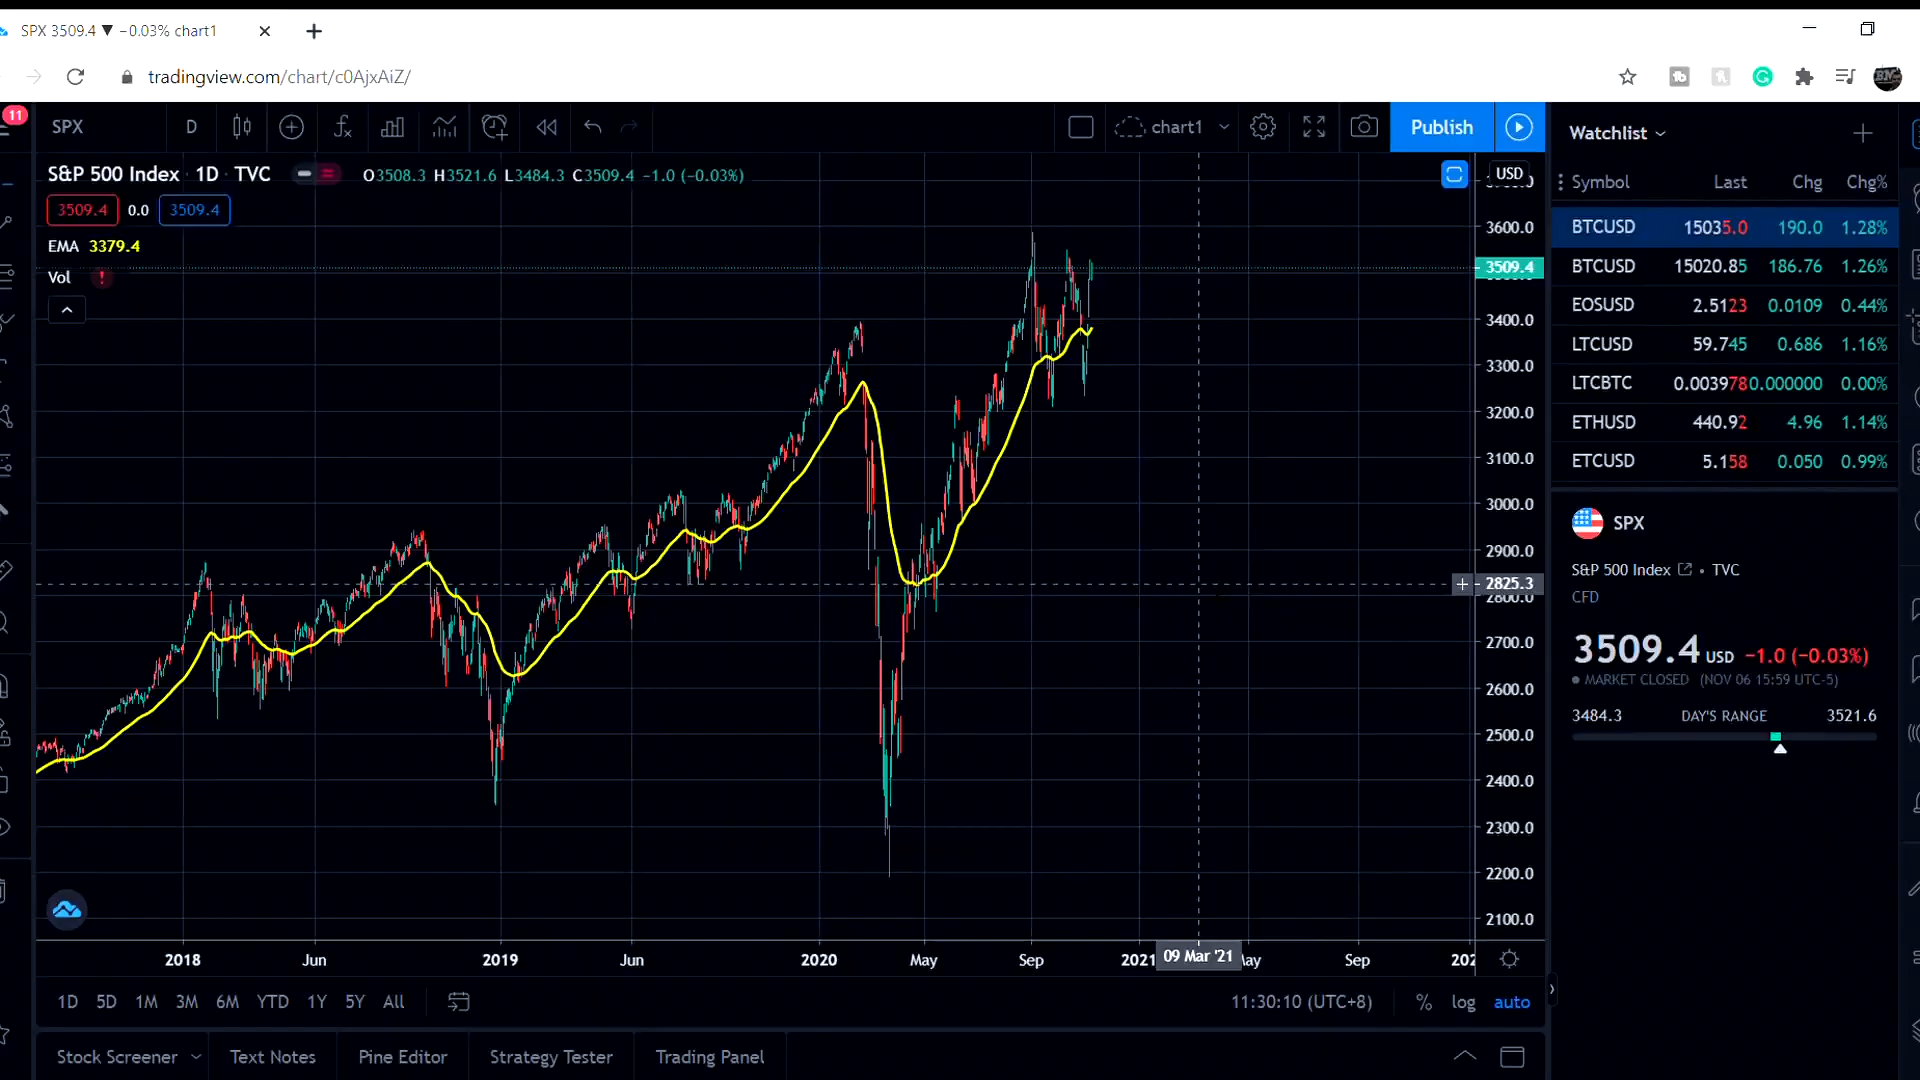 SPX 3509.4 ▼ −0.03% chart1
tradingview.com/chart/c0AjxAiZ/
11
SPX D chart1 Publish
S&P 500 Index · 1D · TVC O3508.3 H3521.6 L3484.3 C3509.4 −1.0 (−0.03%)
3509.4 0.0 3509.4
EMA 3379.4
Vol !
USD
3600.0
3509.4
3400.0
3300.0
3200.0
3100.0
3000.0
2900.0
2825.3
2800.0
2700.0
2600.0
2500.0
2400.0
2300.0
2200.0
2100.0
2018 Jun 2019 Jun 2020 May Sep 2021 09 Mar '21 Sep
1D 5D 1M 3M 6M YTD 1Y 5Y All 11:30:10 (UTC+8) % log auto
Stock Screener Text Notes Pine Editor Strategy Tester Trading Panel
Watchlist
Symbol Last Chg Chg%
BTCUSD 15035.0 190.0 1.28%
BTCUSD 15020.85 186.76 1.26%
EOSUSD 2.5123 0.0109 0.44%
LTCUSD 59.745 0.686 1.16%
LTCBTC 0.003978 0.000000 0.00%
ETHUSD 440.92 4.96 1.14%
ETCUSD 5.158 0.050 0.99%
SPX
S&P 500 Index • TVC
CFD
3509.4 USD −1.0 (−0.03%)
MARKET CLOSED (NOV 06 15:59 UTC-5)
3484.3 DAY'S RANGE 3521.6